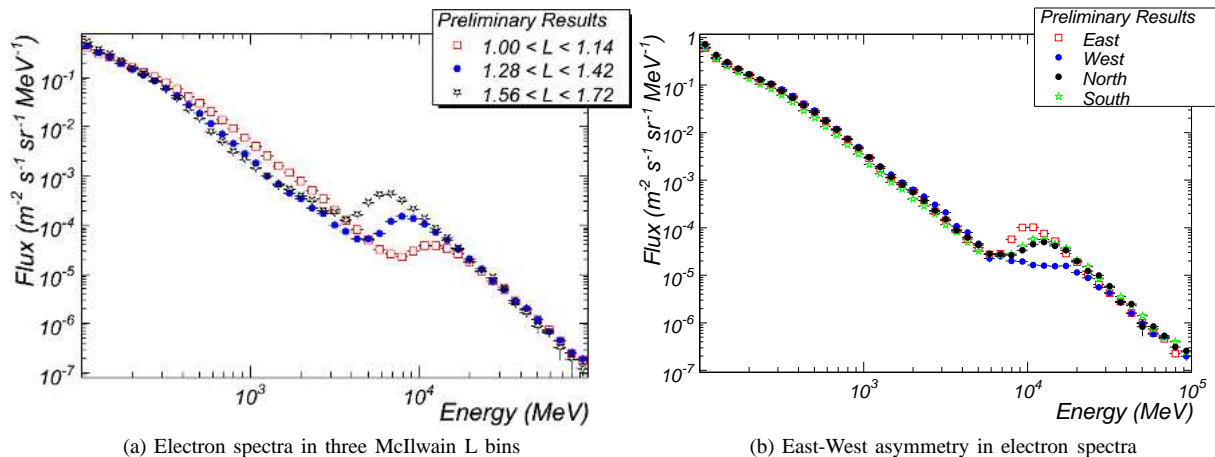 Preliminary Results
1.00 < L < 1.14
1.28 < L < 1.42
1.56 < L < 1.72
Flux (m⁻² s⁻¹ sr⁻¹ MeV⁻¹)
10⁻¹
10⁻²
10⁻³
10⁻⁴
10⁻⁵
10⁻⁶
10⁻⁷
10³
10⁴
Energy (MeV)
(a) Electron spectra in three McIlwain L bins
Preliminary Results
East
West
North
South
Flux (m⁻² s⁻¹ sr⁻¹ MeV⁻¹)
1
10⁻¹
10⁻²
10⁻³
10⁻⁴
10⁻⁵
10⁻⁶
10⁻⁷
10³
10⁴
10⁵
Energy (MeV)
(b) East-West asymmetry in electron spectra